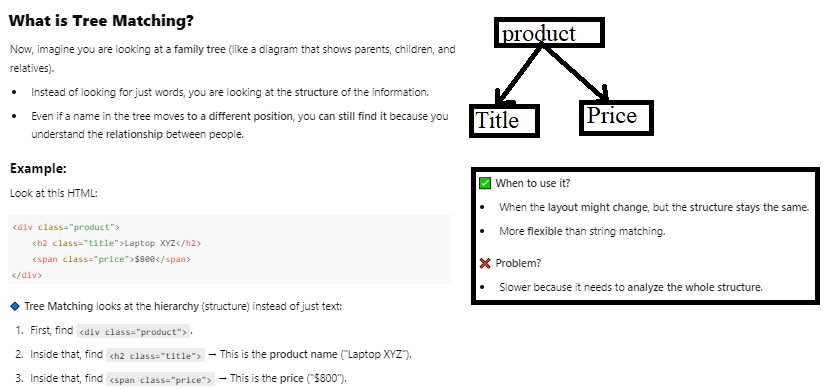 What is Tree Matching?
Now, imagine you are looking at a family tree (like a diagram that shows parents, children, and
relatives).
• Instead of looking for just words, you are looking at the structure of the information.
• Even if a name in the tree moves to a different position, you can still find it because you
understand the relationship between people.
Example:
Look at this HTML:
<div class="product">
<h2 class="title">Laptop XYZ</h2>
<span class="price">$800</span>
</div>
🔹 Tree Matching looks at the hierarchy (structure) instead of just text:
1. First, find <div class="product">.
2. Inside that, find <h2 class="title"> → This is the product name ("Laptop XYZ").
3. Inside that, find <span class="price"> → This is the price ("$800").
product
Title
Price
✅ When to use it?
• When the layout might change, but the structure stays the same.
• More flexible than string matching.
❌ Problem?
• Slower because it needs to analyze the whole structure.